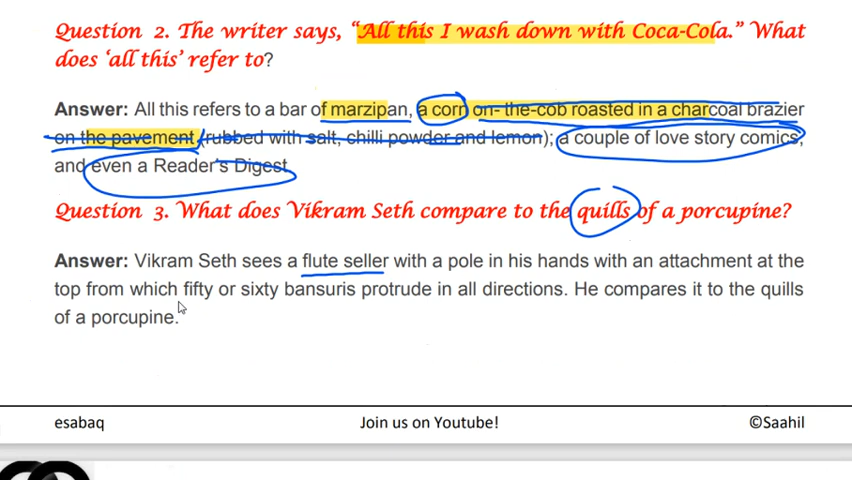 Question 2. The writer says, “All this I wash down with Coca-Cola.” What
does ‘all this’ refer to?
Answer: All this refers to a bar of marzipan, a corn on- the-cob roasted in a charcoal brazier
on the pavement (rubbed with salt, chilli powder and lemon); a couple of love story comics,
and even a Reader's Digest.
Question 3. What does Vikram Seth compare to the quills of a porcupine?
Answer: Vikram Seth sees a flute seller with a pole in his hands with an attachment at the
top from which fifty or sixty bansuris protrude in all directions. He compares it to the quills
of a porcupine.
esabaq Join us on Youtube! ©Saahil